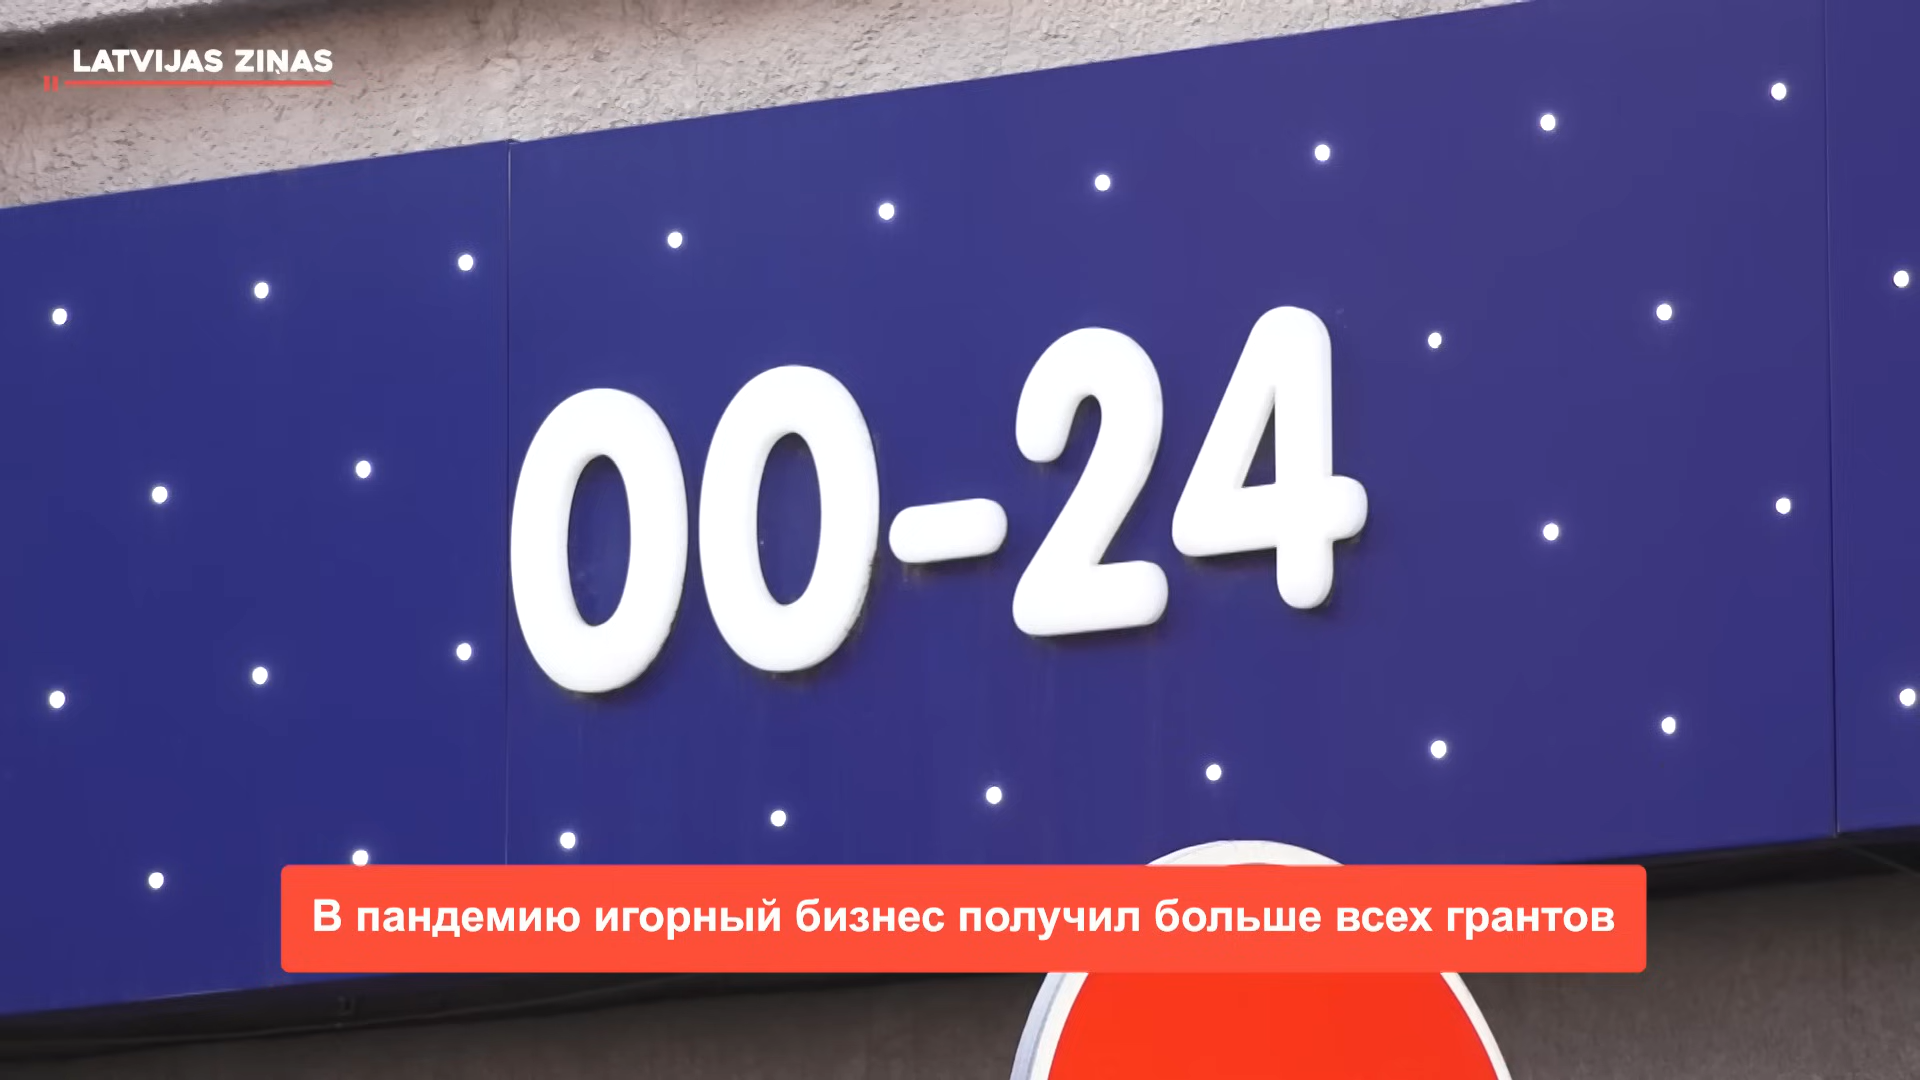 LATVIJAS ZIŅAS
00-24
В пандемию игорный бизнес получил больше всех грантов